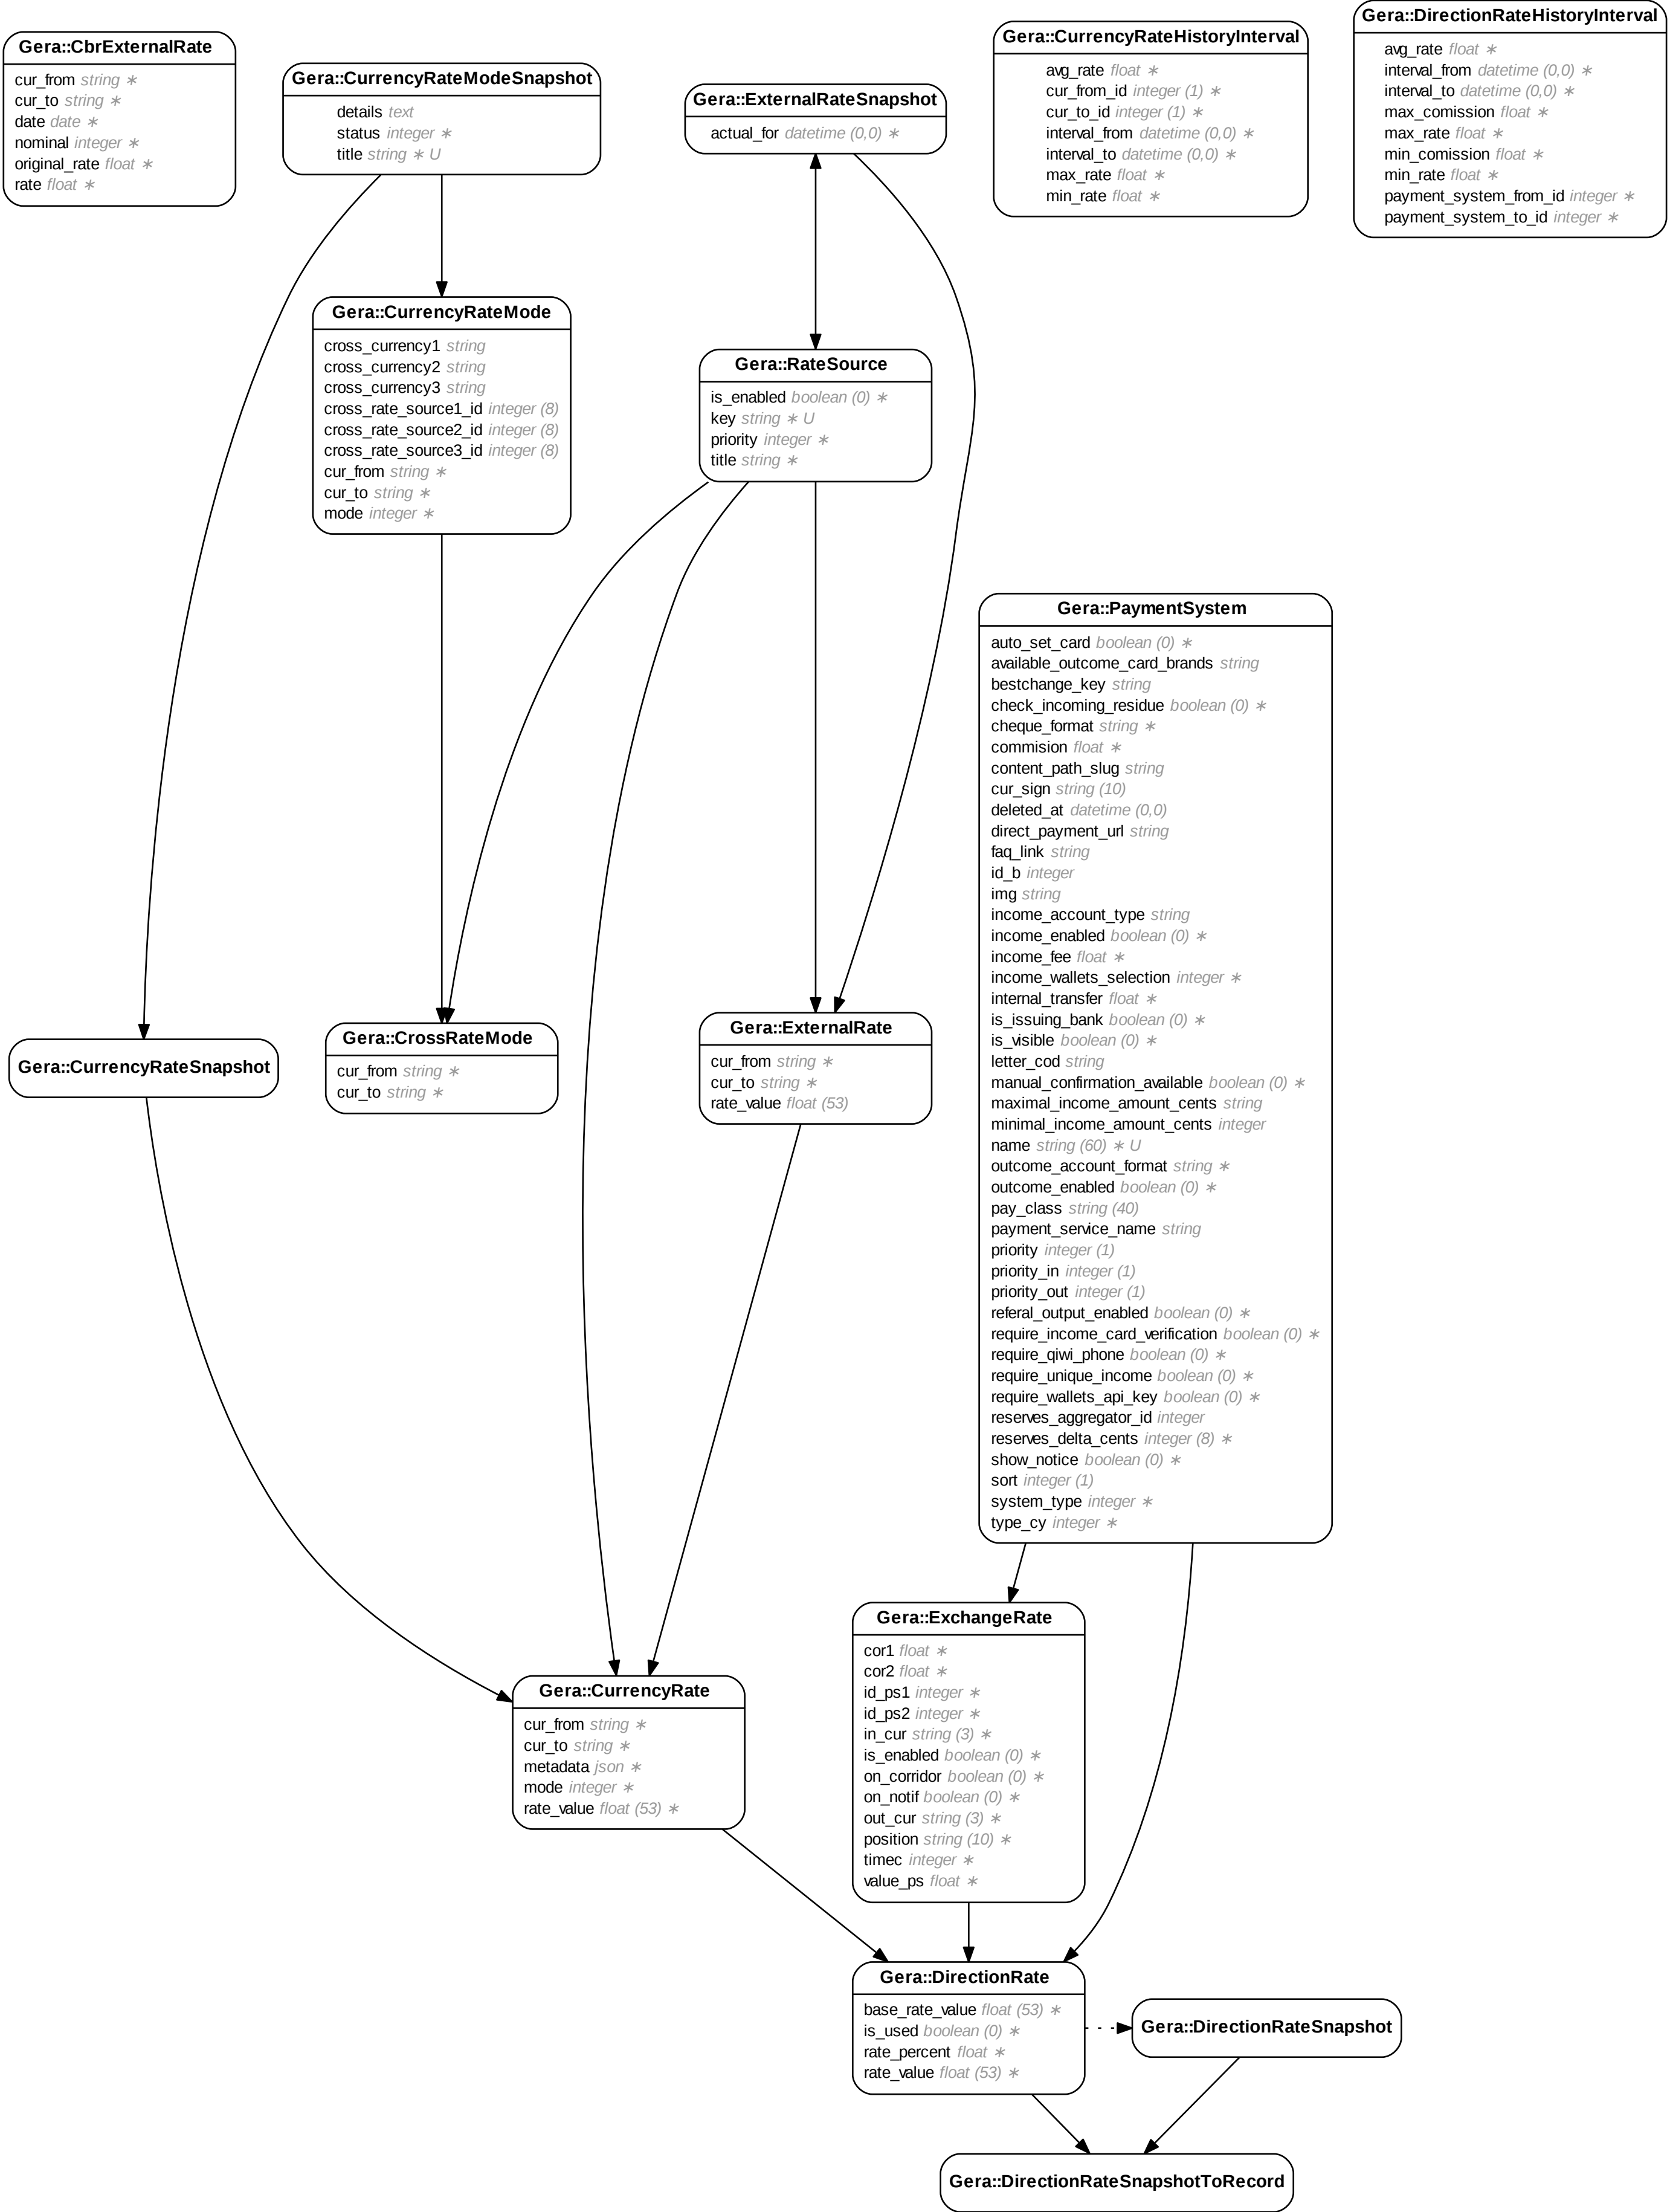 Gera::CbrExternalRate
cur_from string ∗
cur_to string ∗
date date ∗
nominal integer ∗
original_rate float ∗
rate float ∗
Gera::CurrencyRateModeSnapshot
details text
status integer ∗
title string ∗ U
Gera::ExternalRateSnapshot
actual_for datetime (0,0) ∗
Gera::CurrencyRateHistoryInterval
avg_rate float ∗
cur_from_id integer (1) ∗
cur_to_id integer (1) ∗
interval_from datetime (0,0) ∗
interval_to datetime (0,0) ∗
max_rate float ∗
min_rate float ∗
Gera::DirectionRateHistoryInterval
avg_rate float ∗
interval_from datetime (0,0) ∗
interval_to datetime (0,0) ∗
max_comission float ∗
max_rate float ∗
min_comission float ∗
min_rate float ∗
payment_system_from_id integer ∗
payment_system_to_id integer ∗
Gera::CurrencyRateMode
cross_currency1 string
cross_currency2 string
cross_currency3 string
cross_rate_source1_id integer (8)
cross_rate_source2_id integer (8)
cross_rate_source3_id integer (8)
cur_from string ∗
cur_to string ∗
mode integer ∗
Gera::RateSource
is_enabled boolean (0) ∗
key string ∗ U
priority integer ∗
title string ∗
Gera::PaymentSystem
auto_set_card boolean (0) ∗
available_outcome_card_brands string
bestchange_key string
check_incoming_residue boolean (0) ∗
cheque_format string ∗
commision float ∗
content_path_slug string
cur_sign string (10)
deleted_at datetime (0,0)
direct_payment_url string
faq_link string
id_b integer
img string
income_account_type string
income_enabled boolean (0) ∗
income_fee float ∗
income_wallets_selection integer ∗
internal_transfer float ∗
is_issuing_bank boolean (0) ∗
is_visible boolean (0) ∗
letter_cod string
manual_confirmation_available boolean (0) ∗
maximal_income_amount_cents string
minimal_income_amount_cents integer
name string (60) ∗ U
outcome_account_format string ∗
outcome_enabled boolean (0) ∗
pay_class string (40)
payment_service_name string
priority integer (1)
priority_in integer (1)
priority_out integer (1)
referal_output_enabled boolean (0) ∗
require_income_card_verification boolean (0) ∗
require_qiwi_phone boolean (0) ∗
require_unique_income boolean (0) ∗
require_wallets_api_key boolean (0) ∗
reserves_aggregator_id integer
reserves_delta_cents integer (8) ∗
show_notice boolean (0) ∗
sort integer (1)
system_type integer ∗
type_cy integer ∗
Gera::CurrencyRateSnapshot
Gera::CrossRateMode
cur_from string ∗
cur_to string ∗
Gera::ExternalRate
cur_from string ∗
cur_to string ∗
rate_value float (53)
Gera::ExchangeRate
cor1 float ∗
cor2 float ∗
id_ps1 integer ∗
id_ps2 integer ∗
in_cur string (3) ∗
is_enabled boolean (0) ∗
on_corridor boolean (0) ∗
on_notif boolean (0) ∗
out_cur string (3) ∗
position string (10) ∗
timec integer ∗
value_ps float ∗
Gera::CurrencyRate
cur_from string ∗
cur_to string ∗
metadata json ∗
mode integer ∗
rate_value float (53) ∗
Gera::DirectionRate
base_rate_value float (53) ∗
is_used boolean (0) ∗
rate_percent float ∗
rate_value float (53) ∗
Gera::DirectionRateSnapshot
Gera::DirectionRateSnapshotToRecord